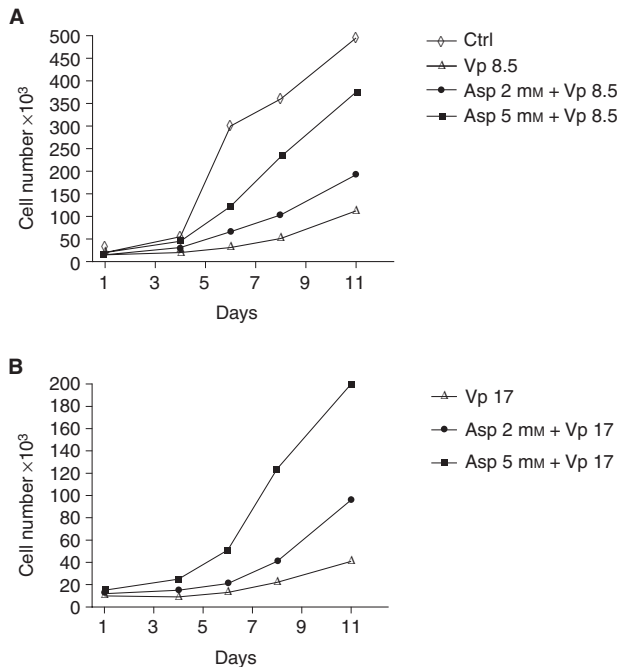 A
500
450
400
350
300
250
200
150
100
50
0
Cell number ×10³
1 3 5 7 9 11
Days
Ctrl
Vp 8.5
Asp 2 mM + Vp 8.5
Asp 5 mM + Vp 8.5
B
200
180
160
140
120
100
80
60
40
20
0
Cell number ×10³
1 3 5 7 9 11
Days
Vp 17
Asp 2 mM + Vp 17
Asp 5 mM + Vp 17